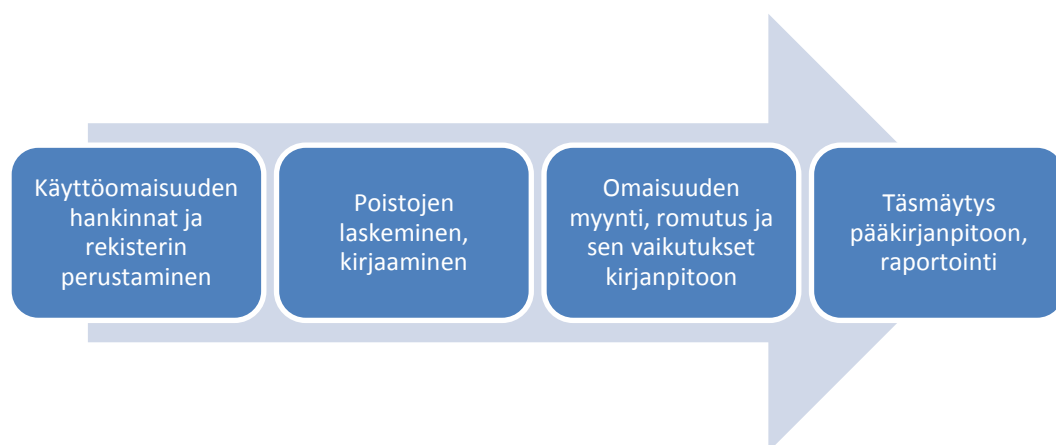 Käyttöomaisuuden
hankinnat ja
rekisterin
perustaminen
Poistojen
laskeminen,
kirjaaminen
Omaisuuden
myynti, romutus ja
sen vaikutukset
kirjanpitoon
Täsmäytys
pääkirjanpitoon,
raportointi